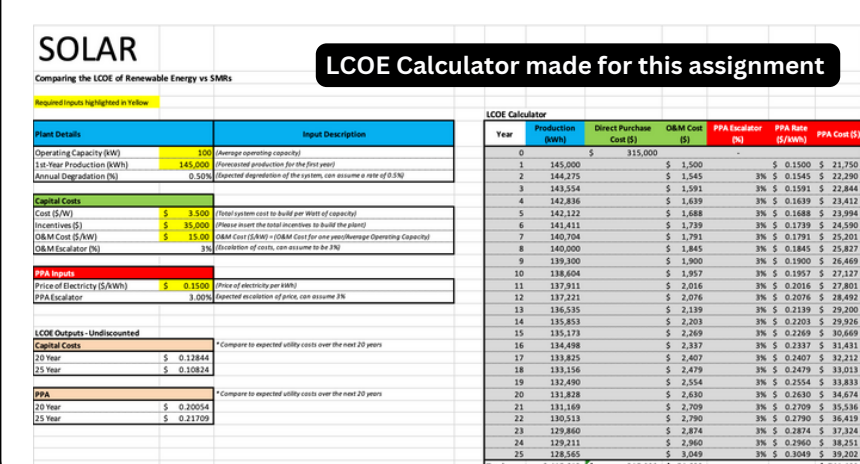 SOLAR
LCOE Calculator made for this assignment
Comparing the LCOE of Renewable Energy vs SMRs
Required Inputs highlighted in Yellow
Plant Details Input Description
Operating Capacity (kW) 100 (Average operating capacity)
1st-Year Production (kWh) 145,000 (Forecasted production for the first year)
Annual Degradation (%) 0.50% (Expected degradation of the system, can assume a rate of 0.5%)
Capital Costs
Cost ($/W) $ 3.500 (Total system cost to build per Watt of capacity)
Incentives ($) $ 35,000 (Please insert the total incentives to build the plant)
O&M Cost ($/kW) $ 15.00 O&M Cost ($/kW) = (O&M Cost for one year/Average Operating Capacity)
O&M Escalator (%) 3% (Escalation of costs, can assume to be 3%)
PPA Inputs
Price of Electricty ($/kWh) $ 0.1500 (Price of electricity per kWh)
PPA Escalator 3.00% Expected escalation of price, can assume 3%
LCOE Outputs - Undiscounted
Capital Costs * Compare to expected utility costs over the next 20 years
20 Year $ 0.12844
25 Year $ 0.10824
PPA * Compare to expected utility costs over the next 20 years
20 Year $ 0.20054
25 Year $ 0.21709
LCOE Calculator
Year Production (kWh) Direct Purchase Cost ($) O&M Cost ($) PPA Escalator (%) PPA Rate ($/kWh) PPA Cost ($)
0 $ 315,000 -
1 145,000 $ 1,500 $ 0.1500 $ 21,750
2 144,275 $ 1,545 3% $ 0.1545 $ 22,290
3 143,554 $ 1,591 3% $ 0.1591 $ 22,844
4 142,836 $ 1,639 3% $ 0.1639 $ 23,412
5 142,122 $ 1,688 3% $ 0.1688 $ 23,994
6 141,411 $ 1,739 3% $ 0.1739 $ 24,590
7 140,704 $ 1,791 3% $ 0.1791 $ 25,201
8 140,000 $ 1,845 3% $ 0.1845 $ 25,827
9 139,300 $ 1,900 3% $ 0.1900 $ 26,469
10 138,604 $ 1,957 3% $ 0.1957 $ 27,127
11 137,911 $ 2,016 3% $ 0.2016 $ 27,801
12 137,221 $ 2,076 3% $ 0.2076 $ 28,492
13 136,535 $ 2,139 3% $ 0.2139 $ 29,200
14 135,853 $ 2,203 3% $ 0.2203 $ 29,926
15 135,173 $ 2,269 3% $ 0.2269 $ 30,669
16 134,498 $ 2,337 3% $ 0.2337 $ 31,431
17 133,825 $ 2,407 3% $ 0.2407 $ 32,212
18 133,156 $ 2,479 3% $ 0.2479 $ 33,013
19 132,490 $ 2,554 3% $ 0.2554 $ 33,833
20 131,828 $ 2,630 3% $ 0.2630 $ 34,674
21 131,169 $ 2,709 3% $ 0.2709 $ 35,536
22 130,513 $ 2,790 3% $ 0.2790 $ 36,419
23 129,860 $ 2,874 3% $ 0.2874 $ 37,324
24 129,211 $ 2,960 3% $ 0.2960 $ 38,251
25 128,565 $ 3,049 3% $ 0.3049 $ 39,202